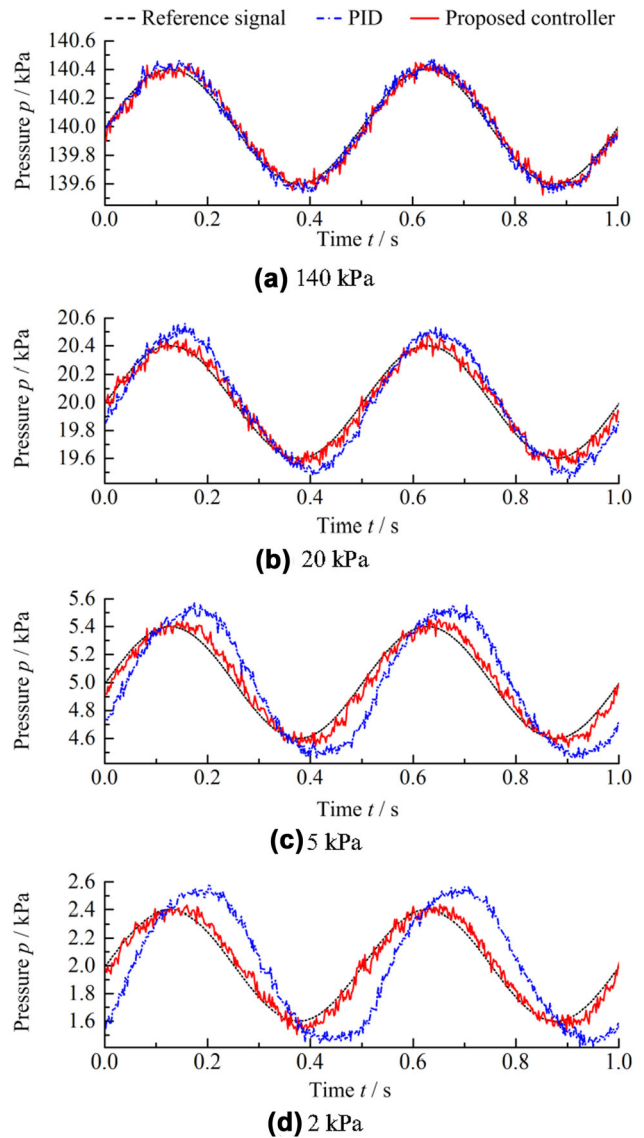 Reference signal PID Proposed controller
Pressure p / kPa
140.4
140.2
140.0
139.8
139.6
0.0 0.2 0.4 0.6 0.8 1.0
Time t / s
(a) 140 kPa
Pressure p / kPa
20.6
20.4
20.2
20.0
19.8
19.6
0.0 0.2 0.4 0.6 0.8 1.0
Time t / s
(b) 20 kPa
Pressure p / kPa
5.6
5.4
5.2
5.0
4.8
4.6
0.0 0.2 0.4 0.6 0.8 1.0
Time t / s
(c) 5 kPa
Pressure p / kPa
2.6
2.4
2.2
2.0
1.8
1.6
0.0 0.2 0.4 0.6 0.8 1.0
Time t / s
(d) 2 kPa